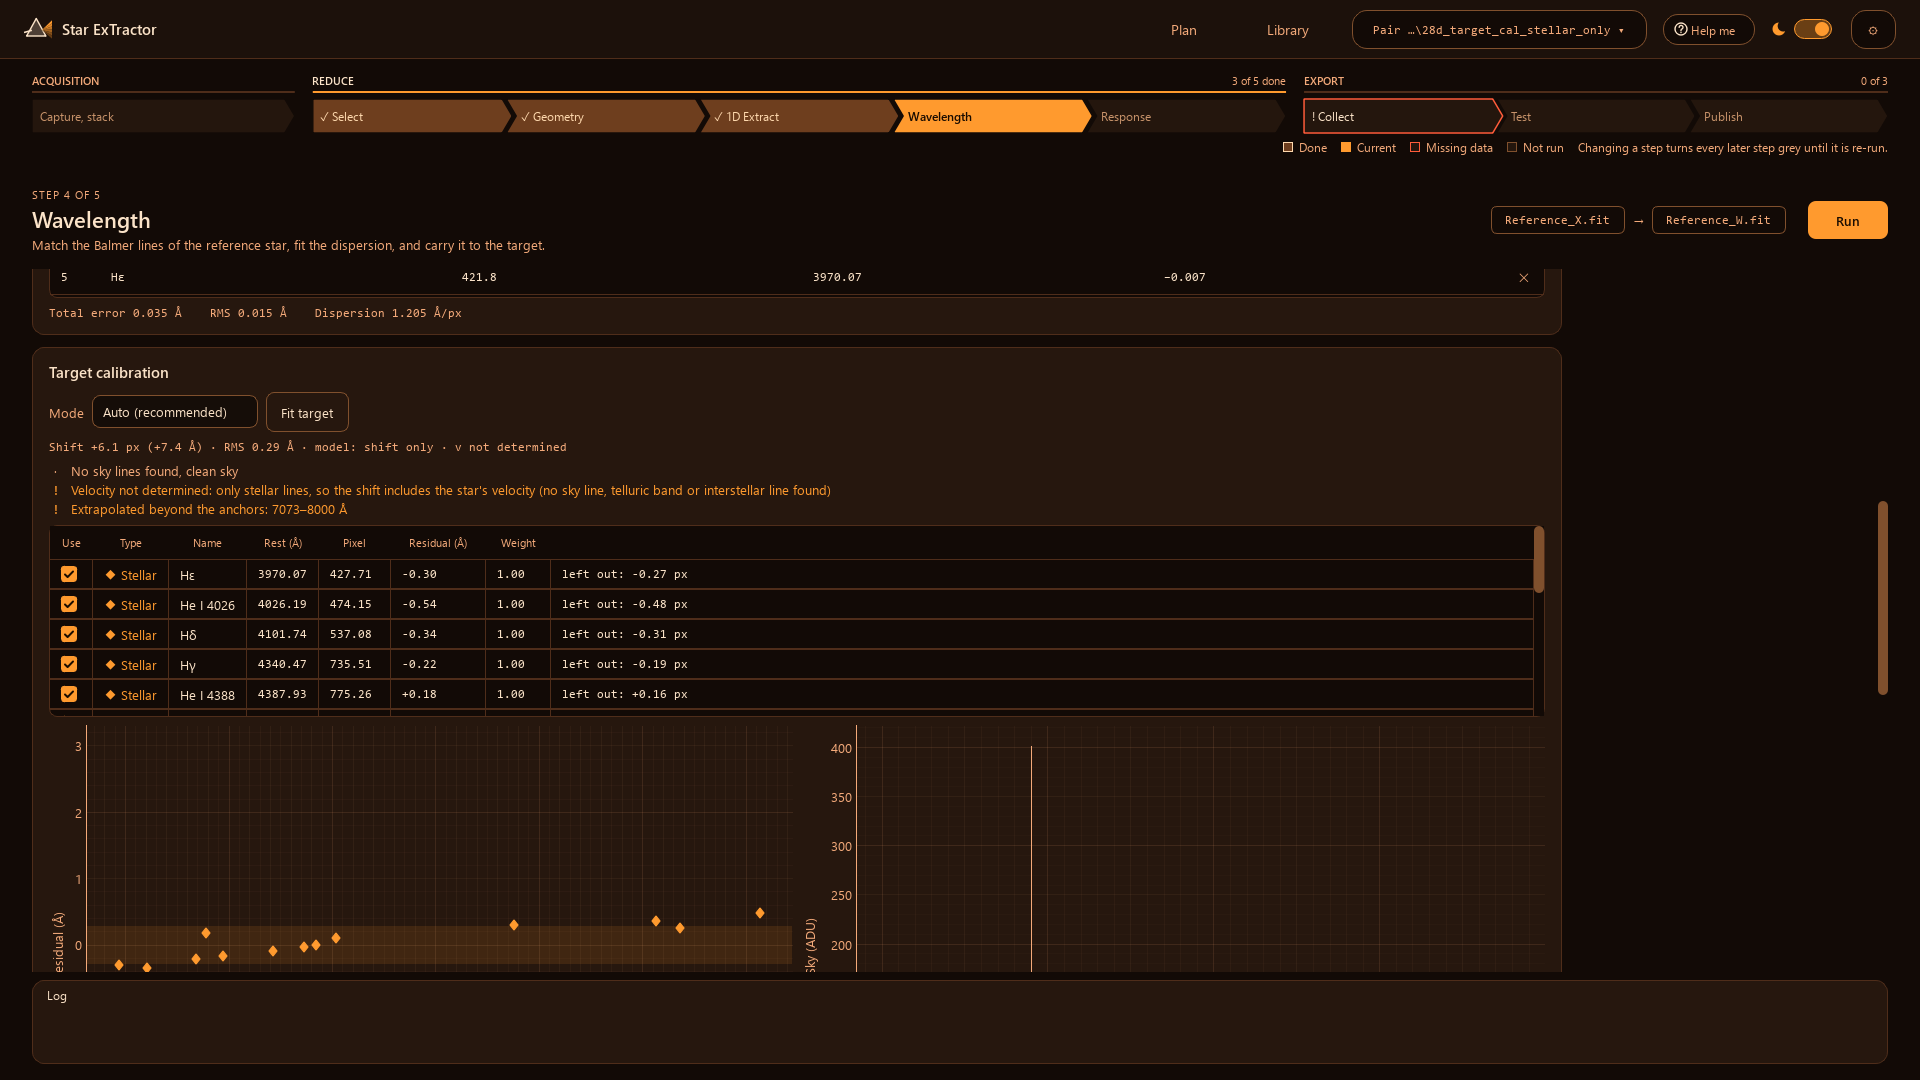 Star ExTractor
Plan
Library
Pair …\28d_target_cal_stellar_only ▾
Help me
ACQUISITION
REDUCE
3 of 5 done
EXPORT
0 of 3
Capture, stack
✓ Select
✓ Geometry
✓ 1D Extract
Wavelength
Response
! Collect
Test
Publish
Done
Current
Missing data
Not run
Changing a step turns every later step grey until it is re-run.
STEP 4 OF 5
Wavelength
Match the Balmer lines of the reference star, fit the dispersion, and carry it to the target.
Reference_X.fit → Reference_W.fit
Run
5 Hε 421.8 3970.07 −0.007 ×
Total error 0.035 Å RMS 0.015 Å Dispersion 1.205 Å/px
Target calibration
Mode Auto (recommended) Fit target
Shift +6.1 px (+7.4 Å) · RMS 0.29 Å · model: shift only · v not determined
· No sky lines found, clean sky
! Velocity not determined: only stellar lines, so the shift includes the star's velocity (no sky line, telluric band or interstellar line found)
! Extrapolated beyond the anchors: 7073–8000 Å
Use Type Name Rest (Å) Pixel Residual (Å) Weight
◆ Stellar Hε 3970.07 427.71 -0.30 1.00 left out: -0.27 px
◆ Stellar He I 4026 4026.19 474.15 -0.54 1.00 left out: -0.48 px
◆ Stellar Hδ 4101.74 537.08 -0.34 1.00 left out: -0.31 px
◆ Stellar Hγ 4340.47 735.51 -0.22 1.00 left out: -0.19 px
◆ Stellar He I 4388 4387.93 775.26 +0.18 1.00 left out: +0.16 px
3
2
1
0
esidual (Å)
400
350
300
250
200
Sky (ADU)
Log